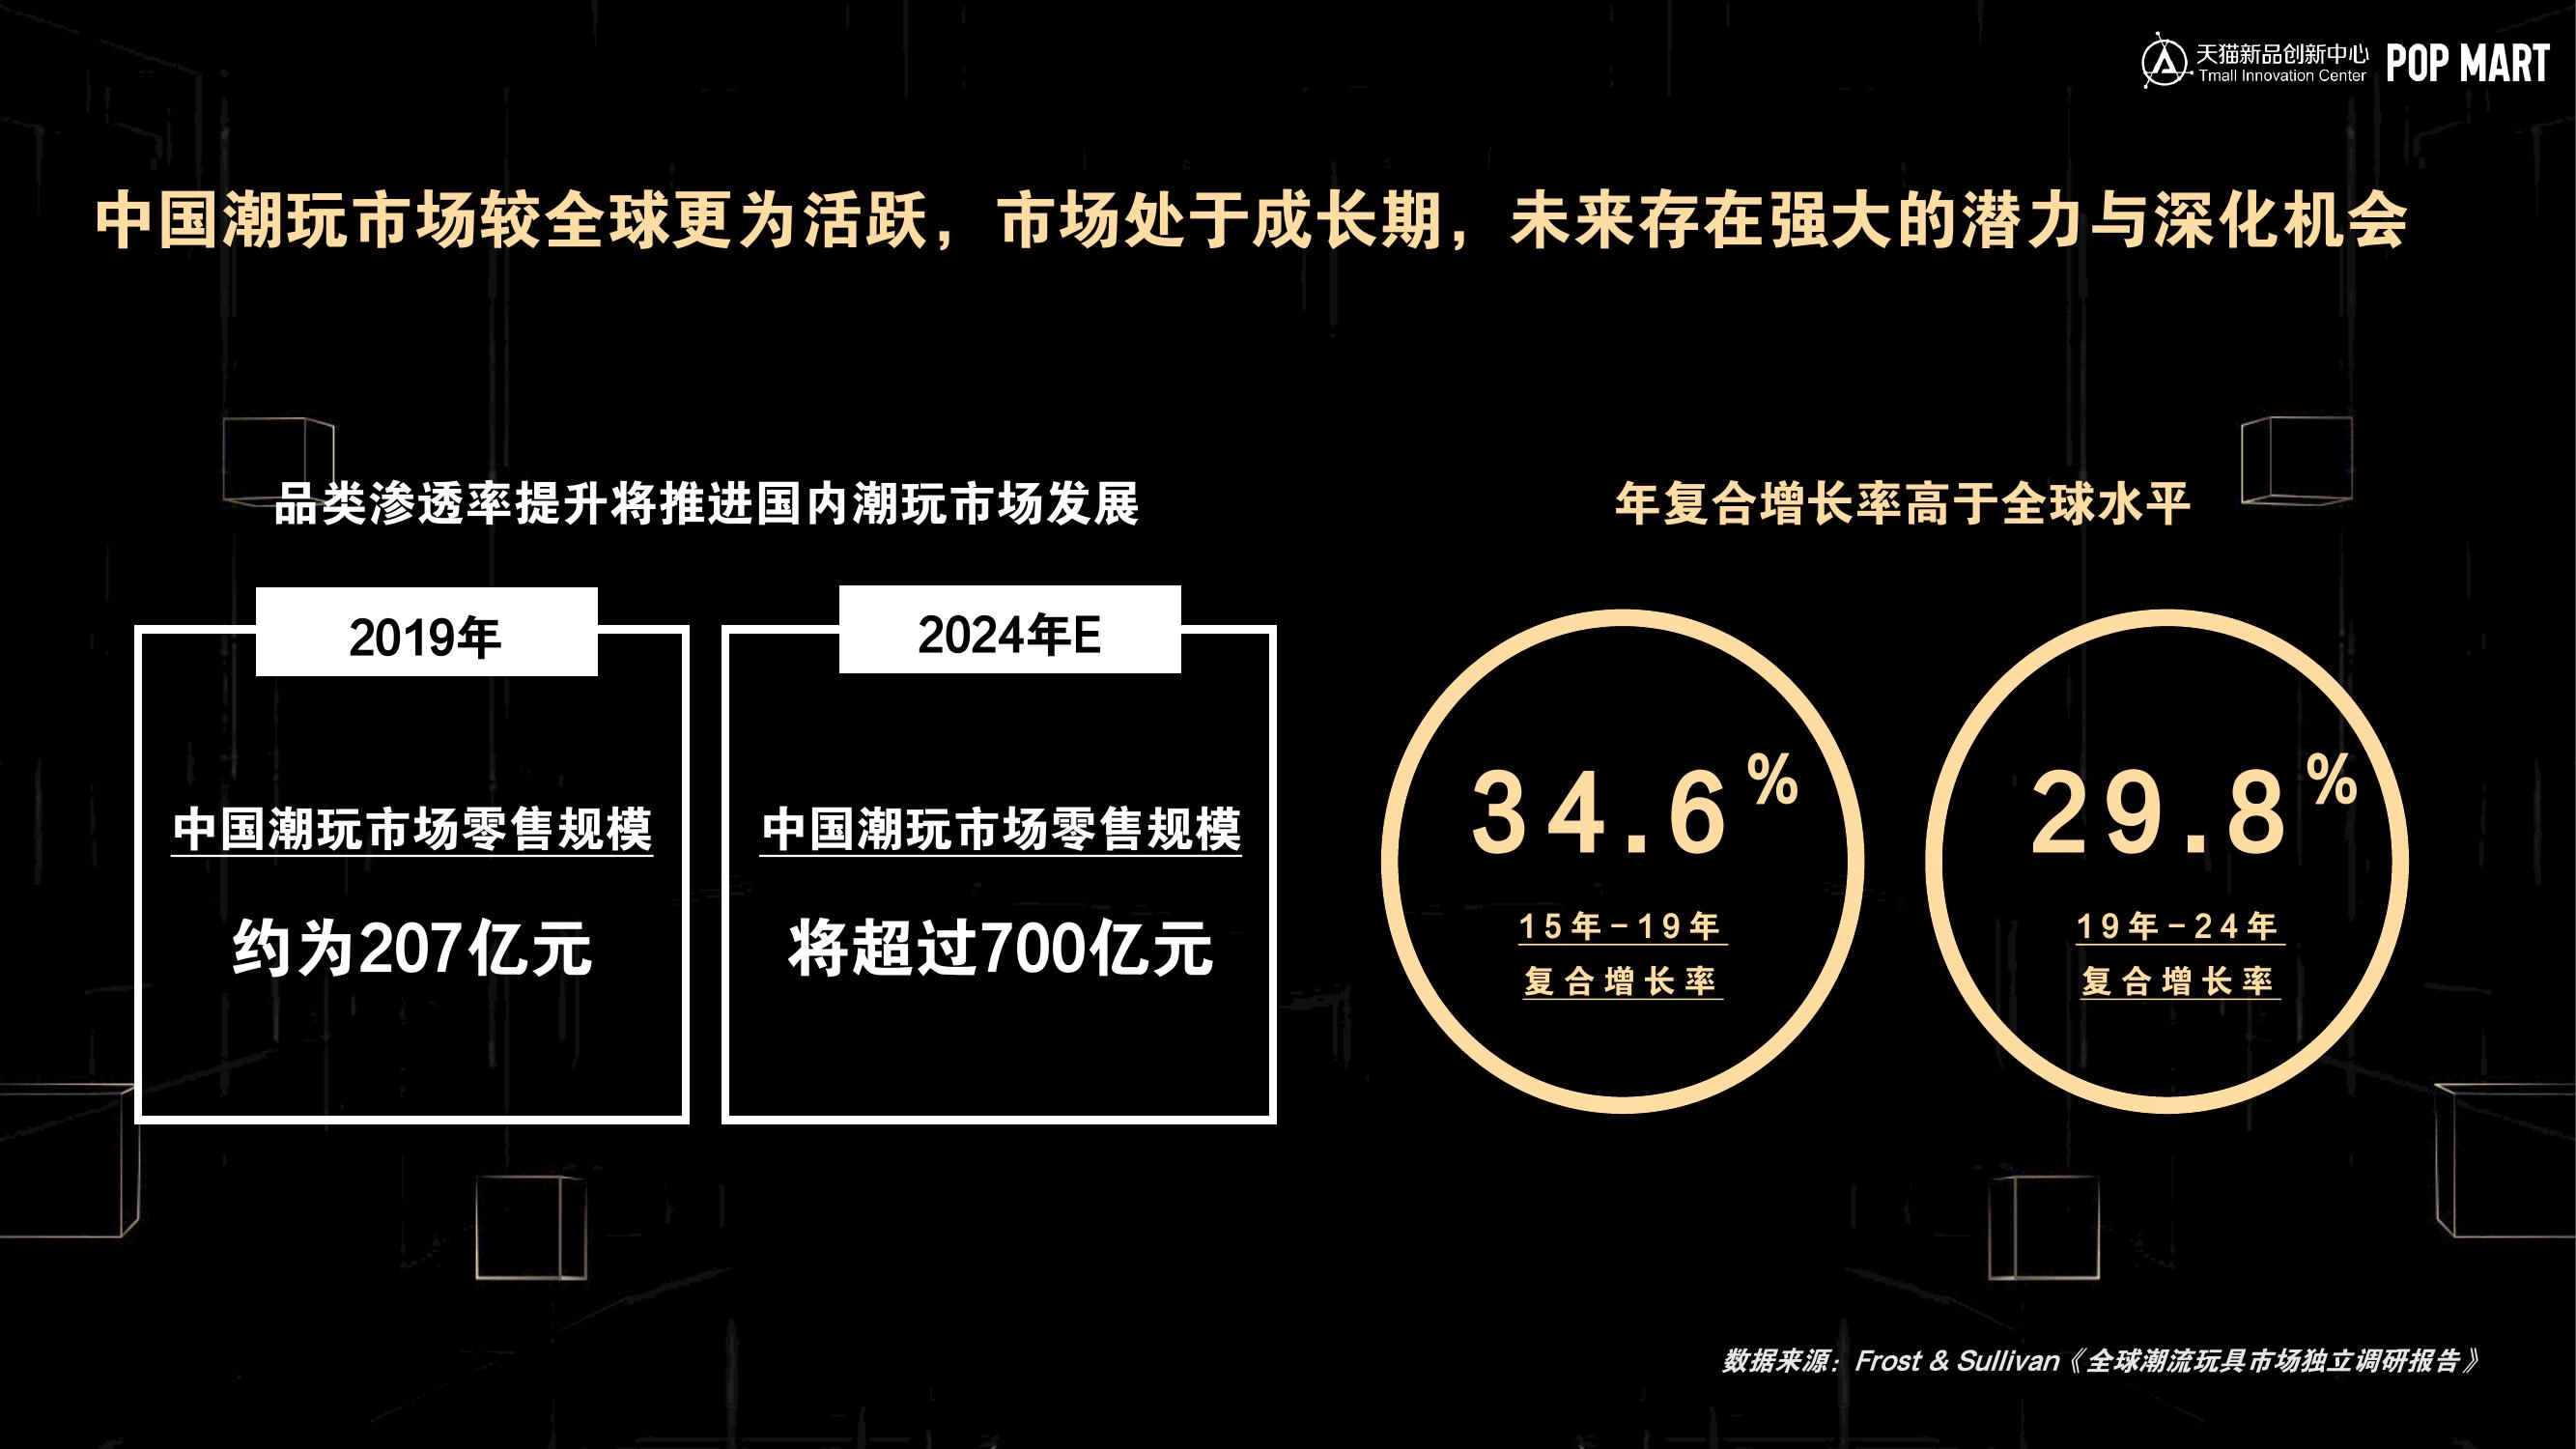 天猫新品创新中心
Tmall Innovation Center
POP MART
中国潮玩市场较全球更为活跃，市场处于成长期，未来存在强大的潜力与深化机会
品类渗透率提升将推进国内潮玩市场发展
2019年
中国潮玩市场零售规模
约为207亿元
2024年E
中国潮玩市场零售规模
将超过700亿元
年复合增长率高于全球水平
34.6%
15年-19年
复合增长率
29.8%
19年-24年
复合增长率
数据来源：Frost & Sullivan《全球潮流玩具市场独立调研报告》